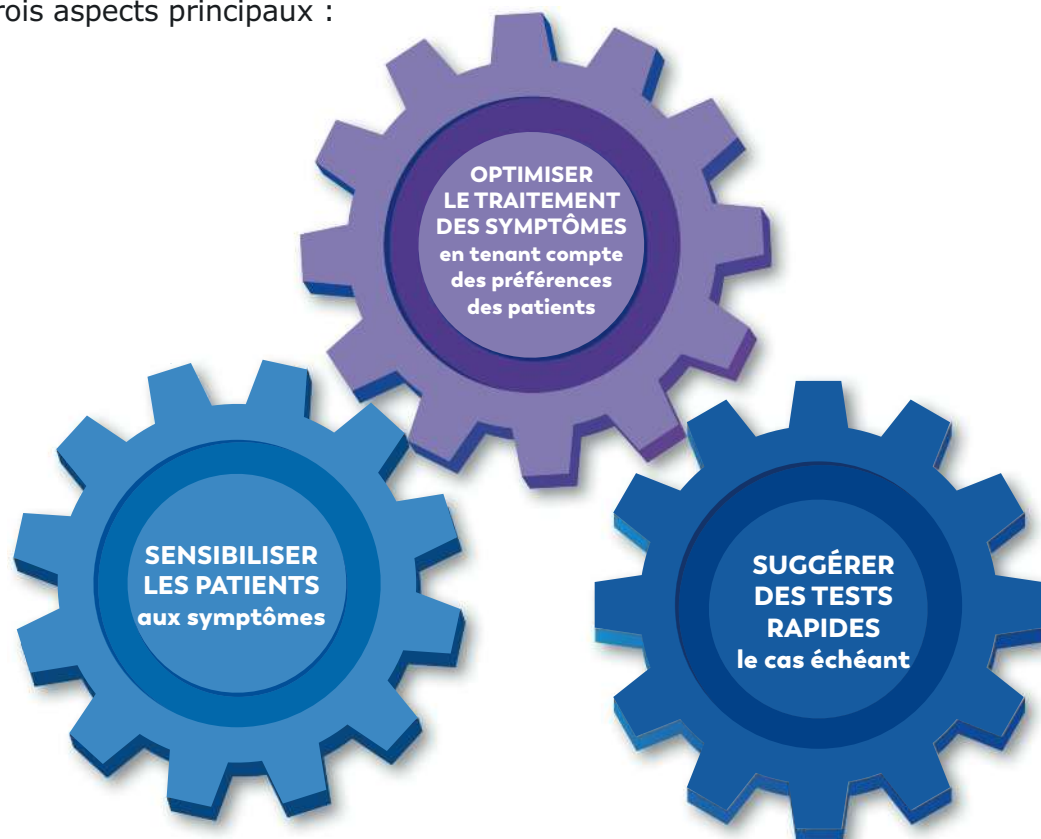 rois aspects principaux :
OPTIMISER
LE TRAITEMENT
DES SYMPTÔMES
en tenant compte
des préférences
des patients
SENSIBILISER
LES PATIENTS
aux symptômes
SUGGÉRER
DES TESTS
RAPIDES
le cas échéant